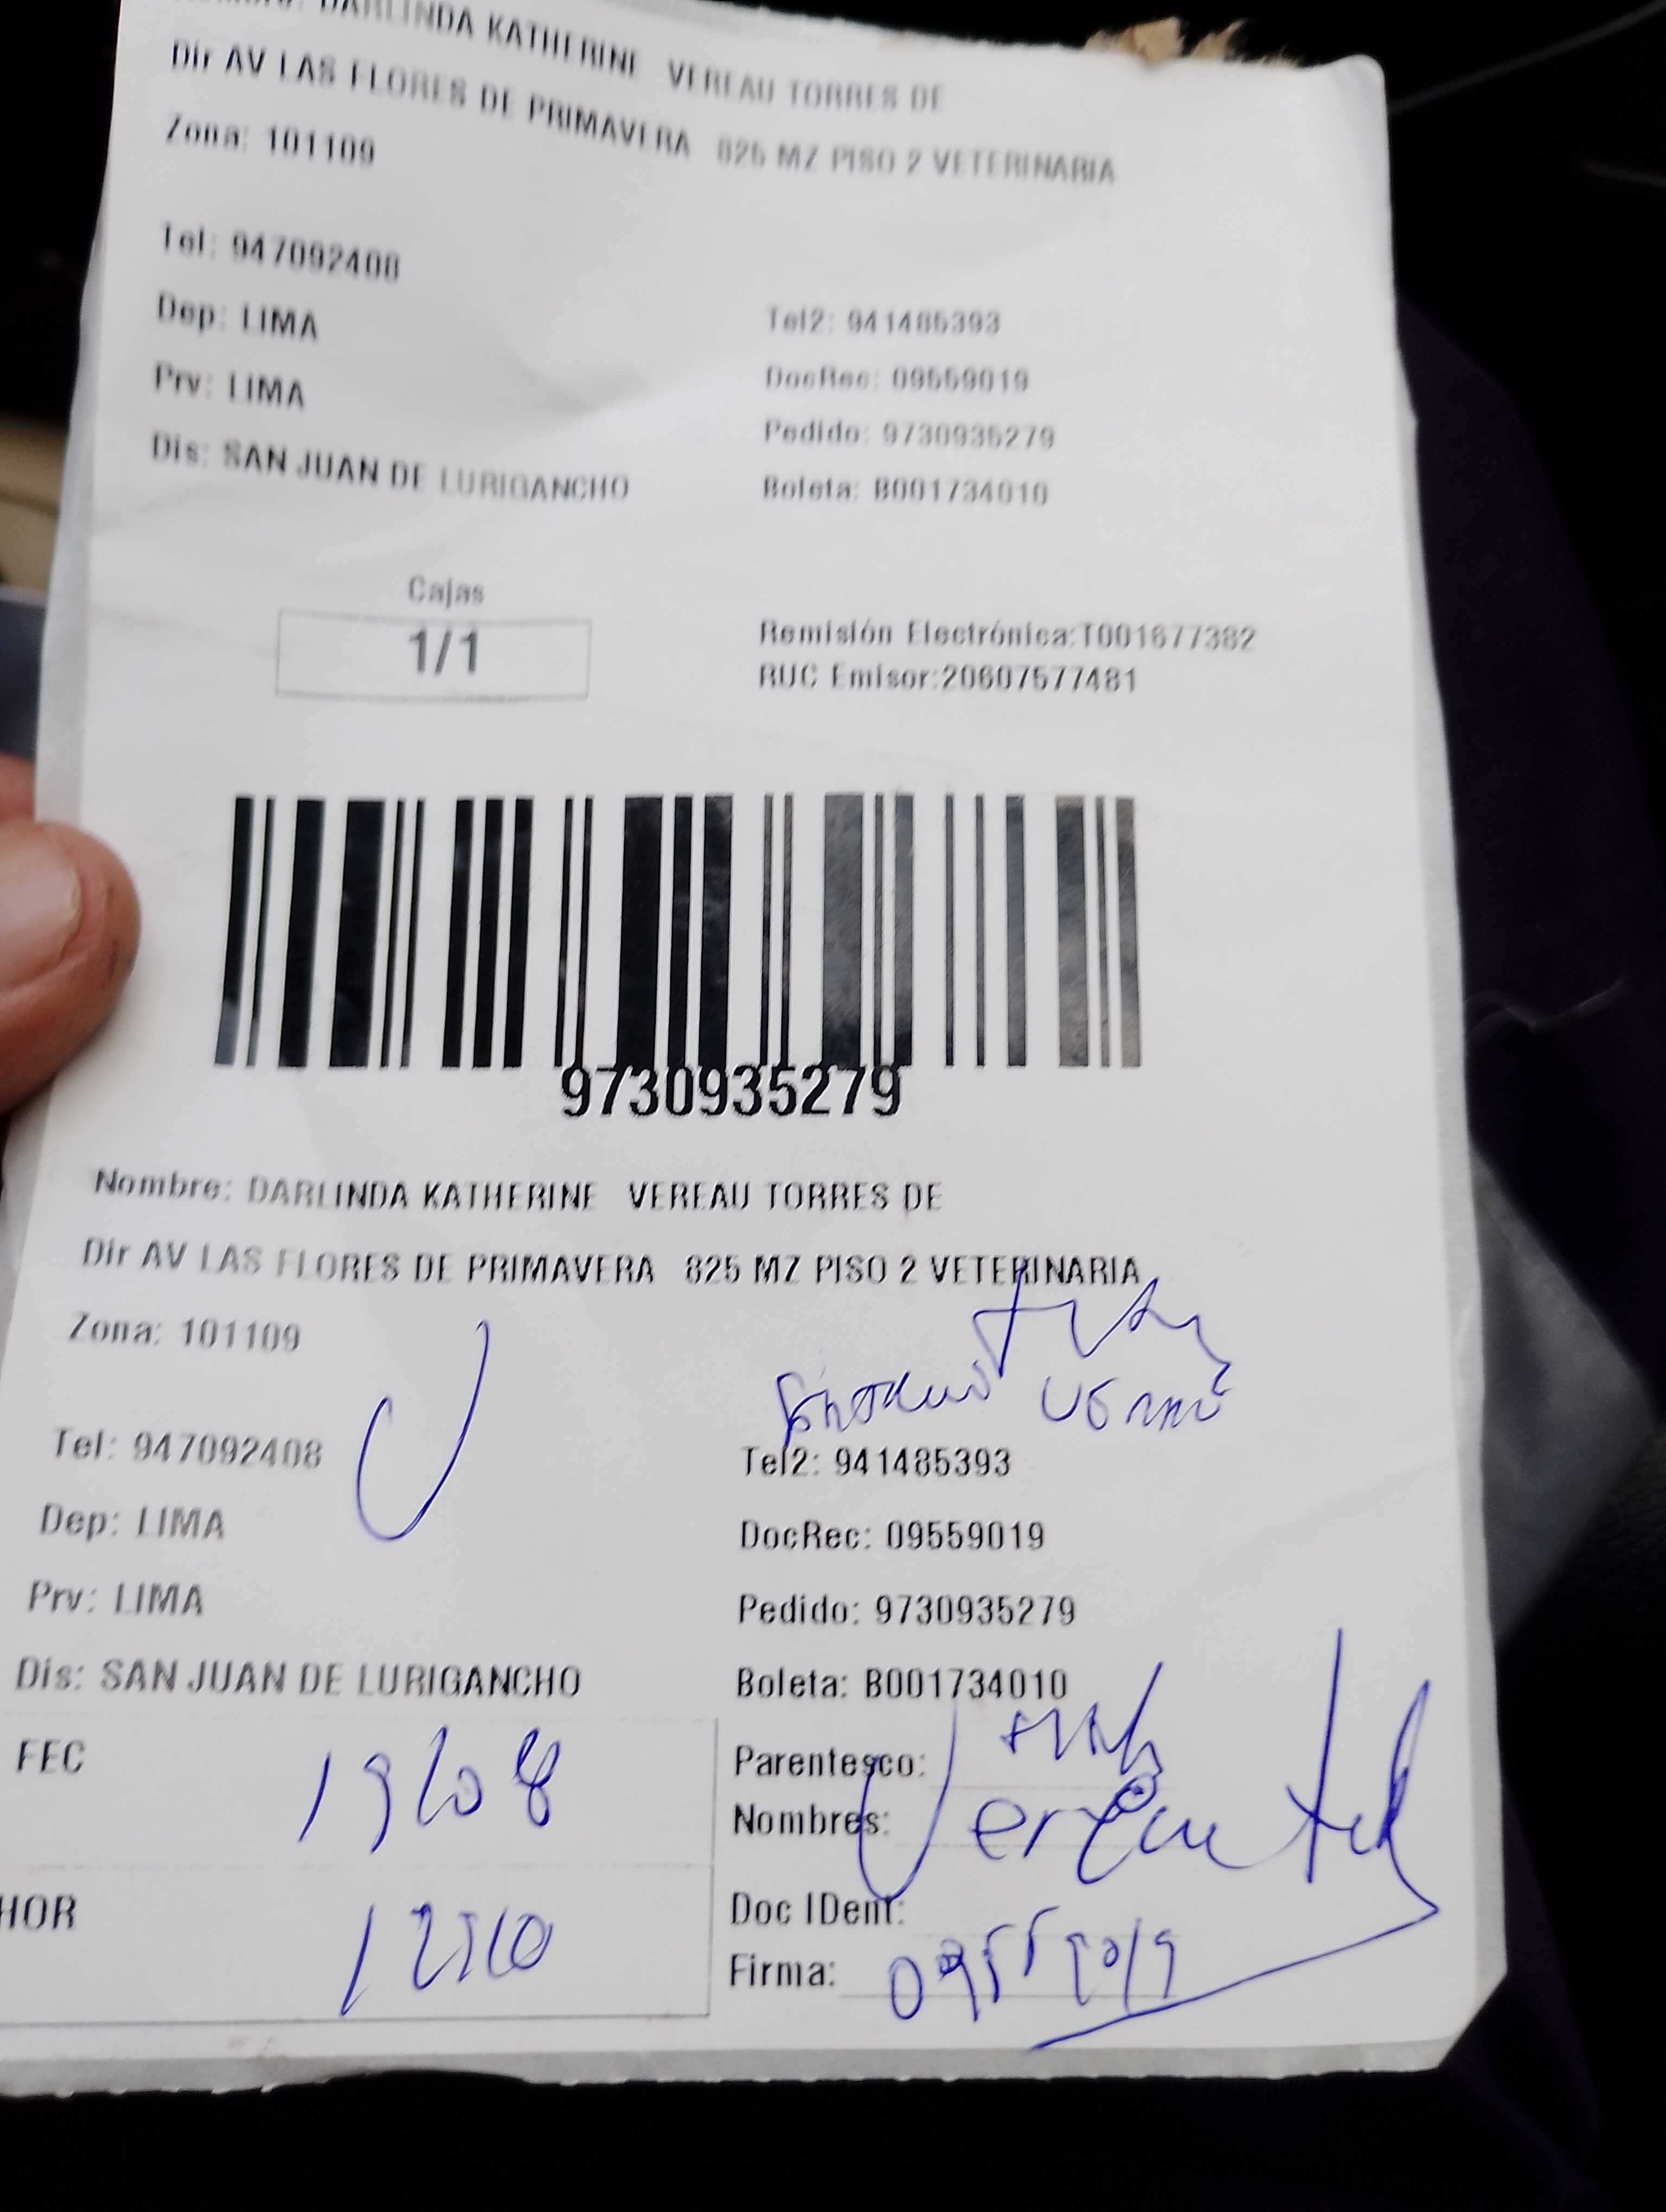 DARLINDA KATHERINE VEREAU TORRES DE
Dir AV LAS FLORES DE PRIMAVERA 825 MZ PISO 2 VETERINARIA
Zona: 101109
Tel: 947092408
Dep: LIMA
Tel2: 941485393
Prv: LIMA
DocRec: 09559019
Pedido: 9730935279
Dis: SAN JUAN DE LURIGANCHO
Boleta: B001734010
Cajas
1/1
Remisión Electrónica:T001677382
RUC Emisor:20607577481
9730935279
Nombre: DARLINDA KATHERINE VEREAU TORRES DE
Dir AV LAS FLORES DE PRIMAVERA 825 MZ PISO 2 VETERINARIA
Zona: 101109
Tel: 947092408
Tel2: 941485393
Dep: LIMA
DocRec: 09559019
Prv: LIMA
Pedido: 9730935279
Dis: SAN JUAN DE LURIGANCHO
Boleta: B001734010
FEC
Parentesco:
Nombres:
HOR
Doc IDent:
Firma: 09559019